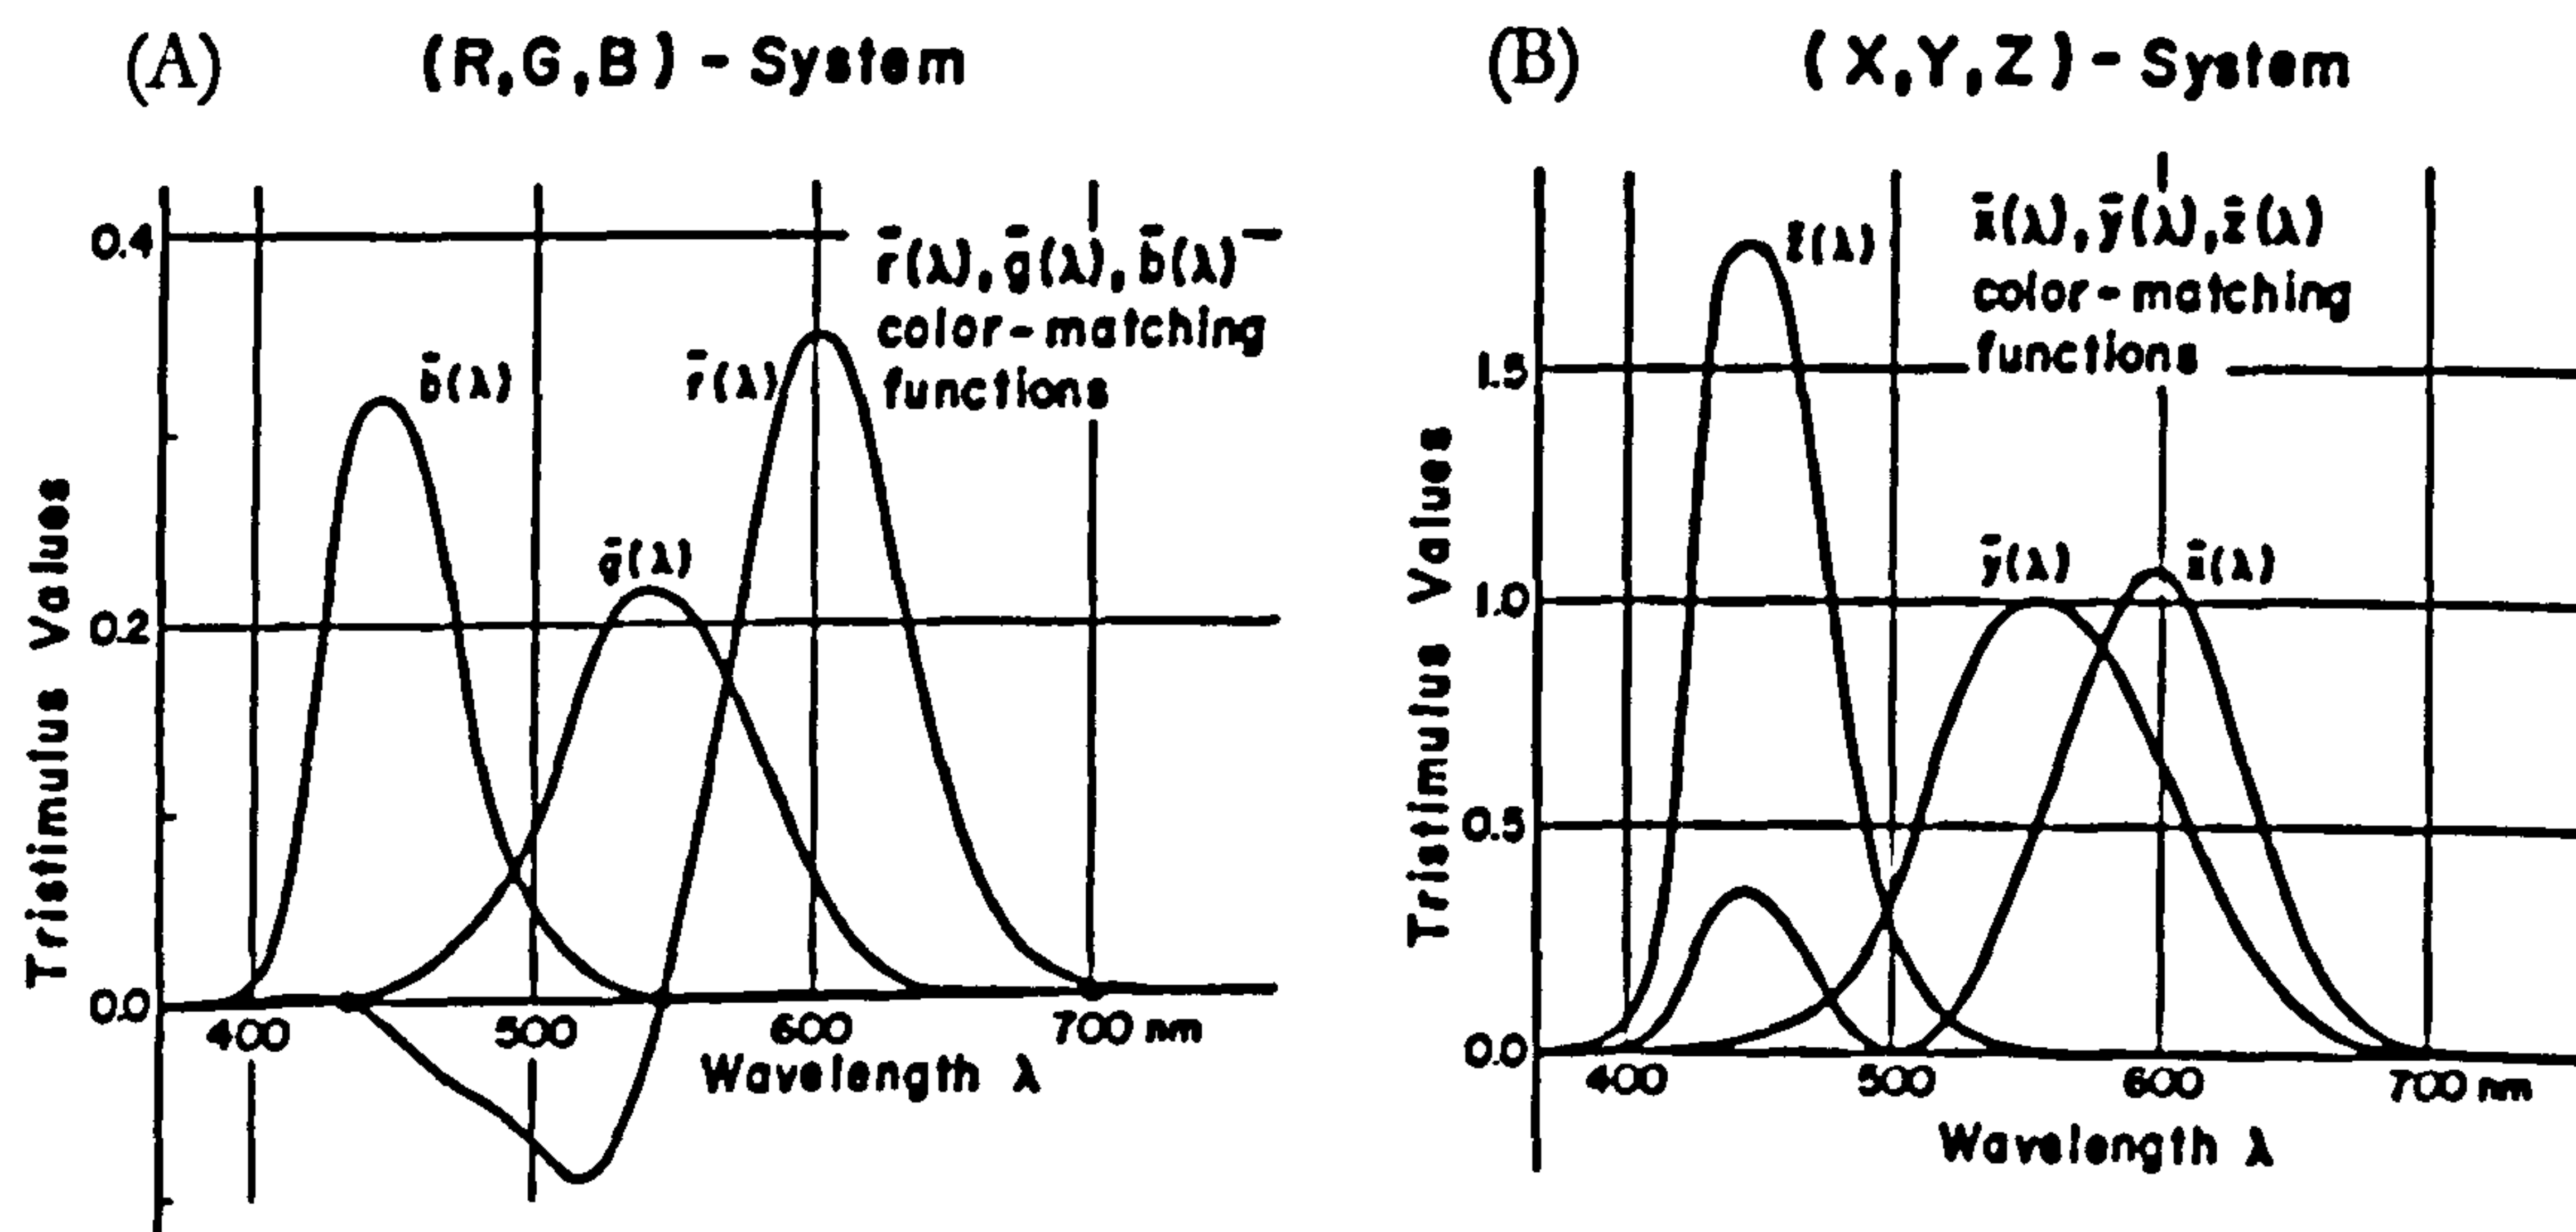 (A) (R,G,B) - System
0.4
r̄(λ), ḡ(λ), b̄(λ)
color-matching
functions
b̄(λ)
r̄(λ)
ḡ(λ)
Tristimulus Values
0.2
0.0
400 500 600 700 nm
Wavelength λ
(B) (X,Y,Z) - System
x̄(λ), ȳ(λ), z̄(λ)
color-matching
functions
z̄(λ)
1.5
ȳ(λ)
x̄(λ)
1.0
Tristimulus Values
0.5
0.0
400 500 600 700 nm
Wavelength λ